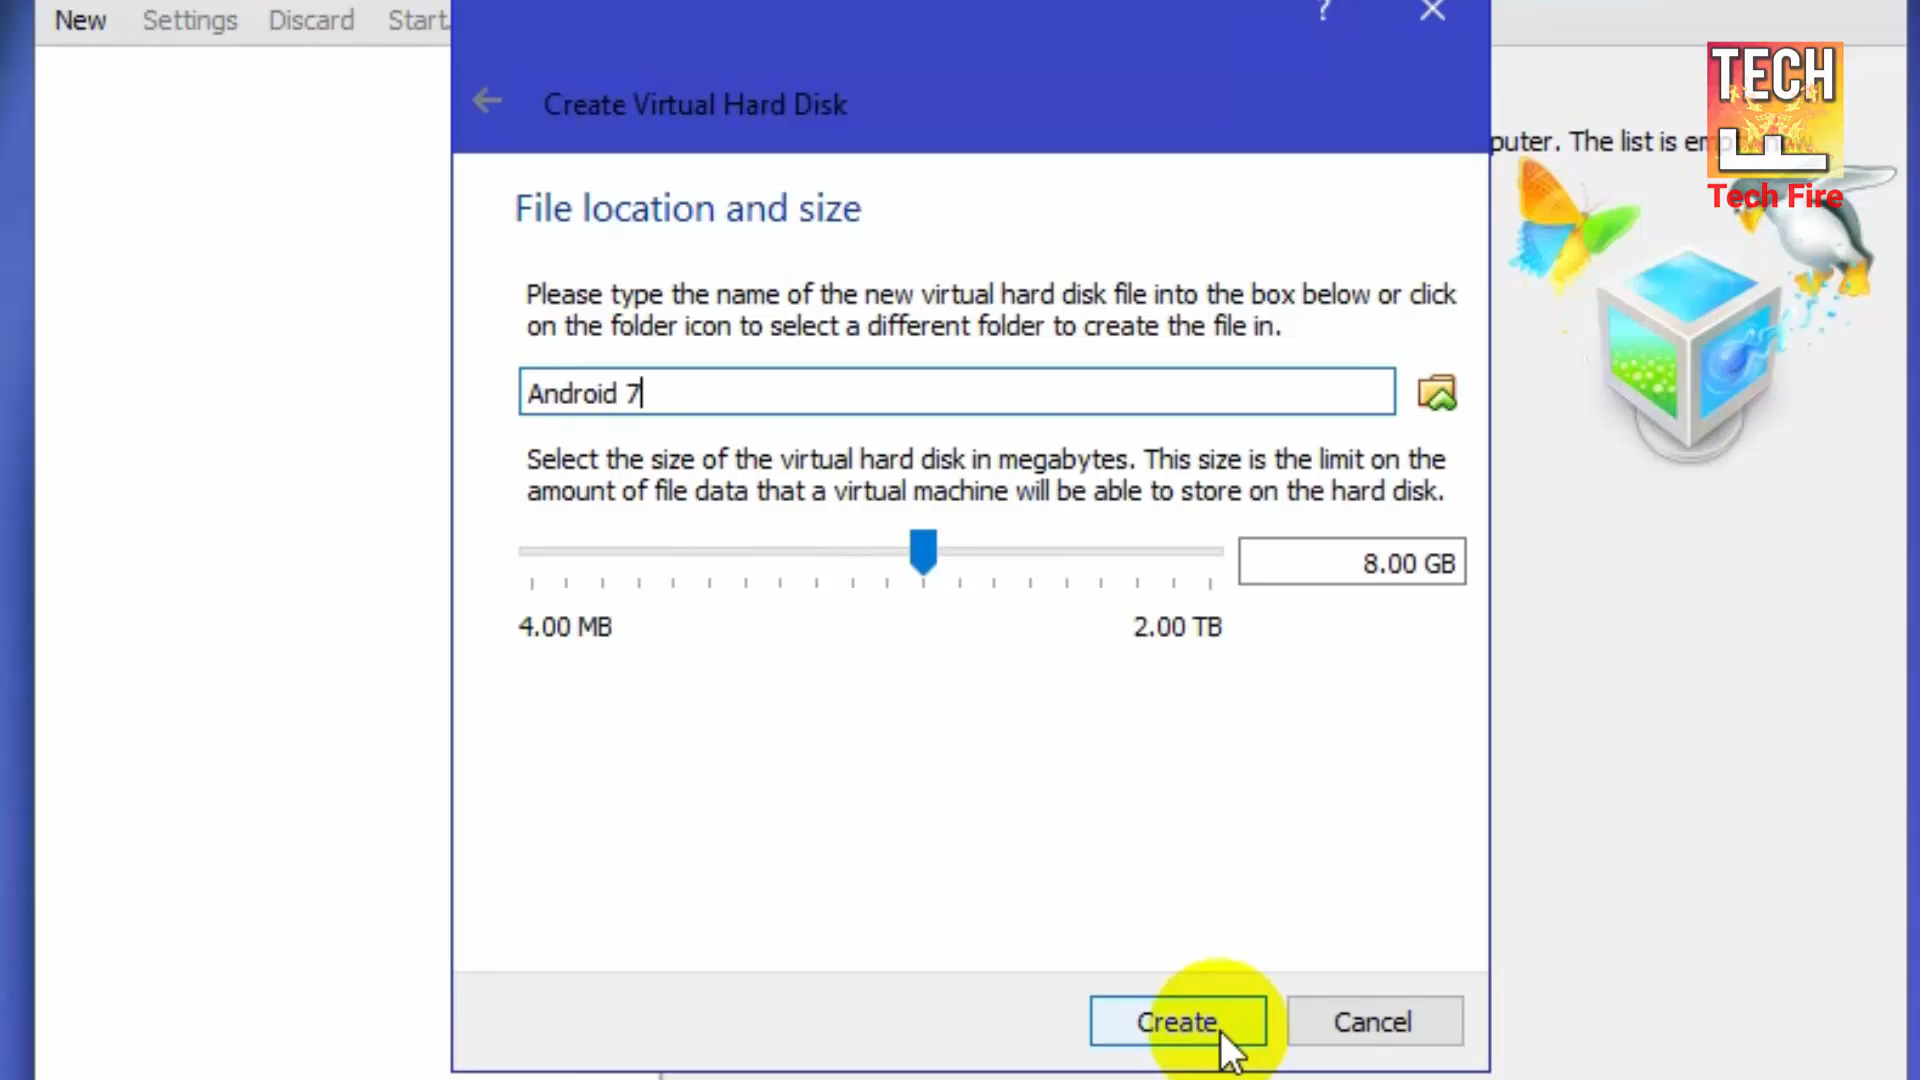 New Settings Discard Start
? ×
Create Virtual Hard Disk
TECH
F
Tech Fire
puter. The list is em
File location and size
Please type the name of the new virtual hard disk file into the box below or click
on the folder icon to select a different folder to create the file in.
Android 7
Select the size of the virtual hard disk in megabytes. This size is the limit on the
amount of file data that a virtual machine will be able to store on the hard disk.
8.00 GB
4.00 MB 2.00 TB
Create Cancel